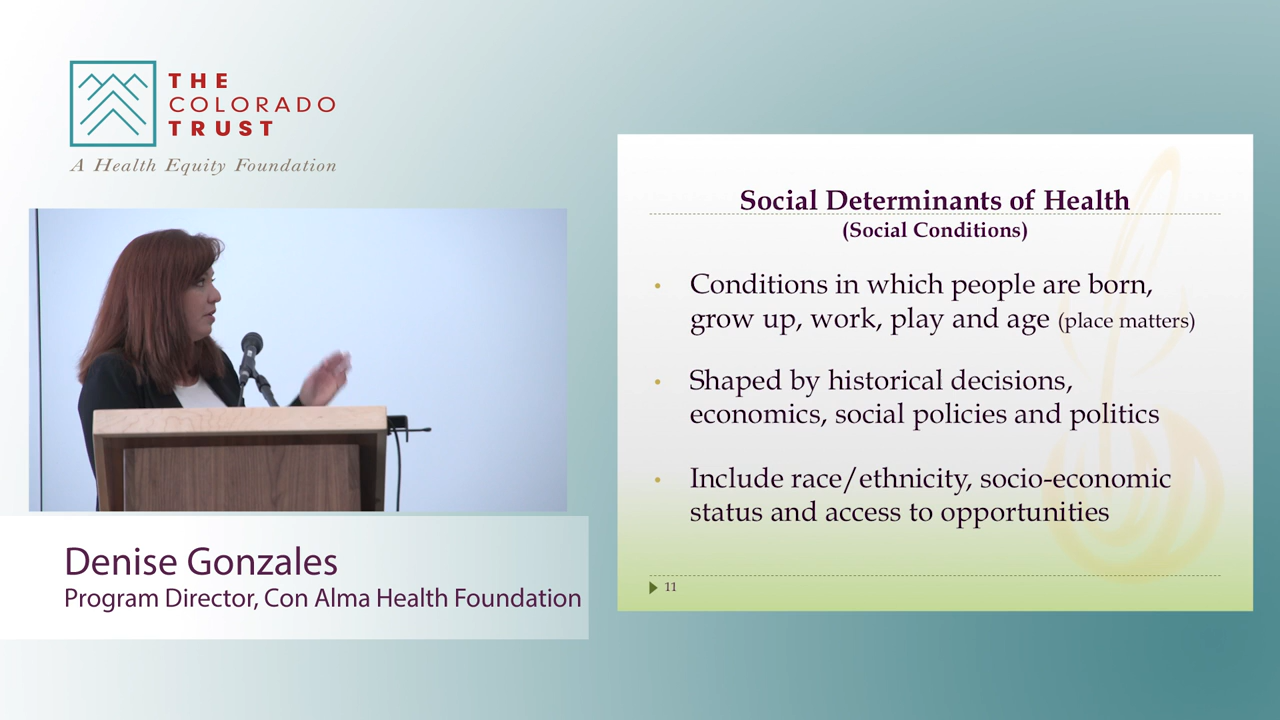 THE
COLORADO
TRUST
A Health Equity Foundation
Denise Gonzales
Program Director, Con Alma Health Foundation
Social Determinants of Health
(Social Conditions)
• Conditions in which people are born,
grow up, work, play and age (place matters)
• Shaped by historical decisions,
economics, social policies and politics
• Include race/ethnicity, socio-economic
status and access to opportunities
11